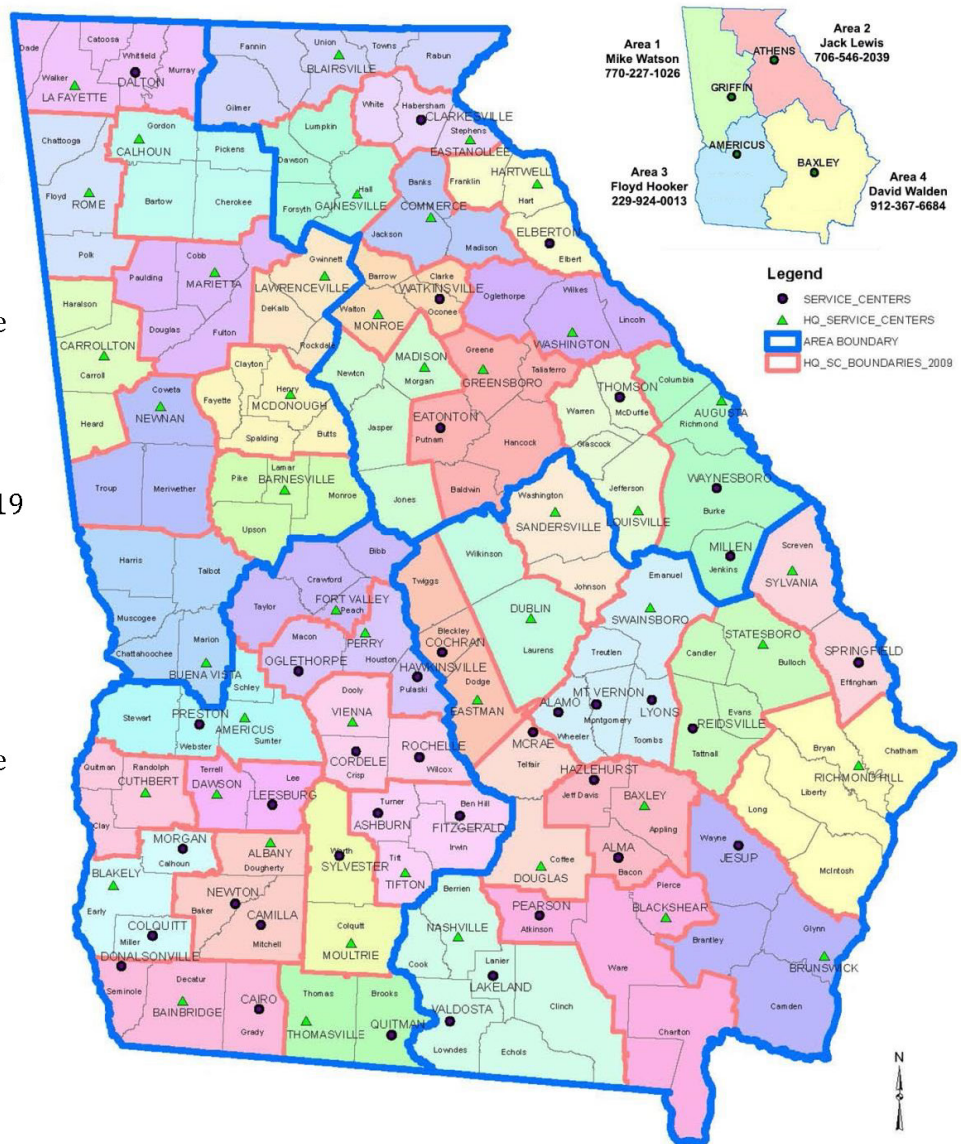 Area 1
Mike Watson
770-227-1026
Area 2
Jack Lewis
706-546-2039
ATHENS
GRIFFIN
AMERICUS
BAXLEY
Area 3
Floyd Hooker
229-924-0013
Area 4
David Walden
912-367-6684
Legend
SERVICE_CENTERS
HQ_SERVICE_CENTERS
AREA BOUNDARY
HQ_SC_BOUNDARIES_2009
N
e
19
e
Dade
Catoosa
Whitfield
Murray
Walker
DALTON
LA FAYETTE
Fannin
Union
Towns
Rabun
BLAIRSVILLE
Gilmer
White
Habersham
CLARKESVILLE
Stephens
EASTANOLLEE
Chattooga
Gordon
CALHOUN
Pickens
Lumpkin
Dawson
Hall
GAINESVILLE
Forsyth
Banks
COMMERCE
Franklin
HARTWELL
Hart
Floyd
ROME
Bartow
Cherokee
Jackson
Madison
ELBERTON
Elbert
Polk
Paulding
Cobb
MARIETTA
Gwinnett
LAWRENCEVILLE
Barrow
Clarke
WATKINSVILLE
Oconee
Oglethorpe
Wilkes
Lincoln
WASHINGTON
Haralson
CARROLLTON
Carroll
Heard
Douglas
Fulton
DeKalb
Rockdale
Walton
MONROE
Clayton
Henry
MCDONOUGH
Fayette
Spalding
Butts
Newton
MADISON
Morgan
Greene
GREENSBORO
Taliaferro
THOMSON
McDuffie
Warren
Columbia
AUGUSTA
Richmond
Coweta
NEWNAN
Troup
Meriwether
Pike
Lamar
BARNESVILLE
Upson
Monroe
Jasper
Jones
EATONTON
Putnam
Hancock
Baldwin
Glascock
Jefferson
LOUISVILLE
WAYNESBORO
Burke
MILLEN
Jenkins
Harris
Talbot
Muscogee
Chattahoochee
Marion
BUENA VISTA
Taylor
Crawford
Bibb
FORT VALLEY
Peach
Macon
OGLETHORPE
PERRY
Houston
HAWKINSVILLE
Pulaski
Twiggs
Bleckley
COCHRAN
Dodge
EASTMAN
Wilkinson
DUBLIN
Laurens
Washington
SANDERSVILLE
Johnson
Emanuel
SWAINSBORO
Screven
SYLVANIA
STATESBORO
Bulloch
Candler
Evans
REIDSVILLE
Tattnall
SPRINGFIELD
Effingham
Treutlen
ALAMO
Wheeler
MT VERNON
Montgomery
LYONS
Toombs
Stewart
PRESTON
Webster
Schley
AMERICUS
Sumter
Dooly
VIENNA
CORDELE
Crisp
ROCHELLE
Wilcox
MCRAE
Telfair
HAZLEHURST
Jeff Davis
BAXLEY
Appling
ALMA
Bacon
Bryan
Chatham
RICHMOND HILL
Liberty
Long
McIntosh
Quitman
Randolph
CUTHBERT
Clay
Terrell
DAWSON
Lee
LEESBURG
Turner
ASHBURN
Ben Hill
FITZGERALD
Irwin
Tift
TIFTON
Worth
SYLVESTER
Coffee
DOUGLAS
Wayne
JESUP
MORGAN
Calhoun
BLAKELY
Early
ALBANY
Dougherty
NEWTON
Baker
CAMILLA
Mitchell
COLQUITT
Miller
DONALSONVILLE
Seminole
Colquitt
MOULTRIE
Berrien
NASHVILLE
Cook
PEARSON
Atkinson
Pierce
BLACKSHEAR
Brantley
Glynn
BRUNSWICK
Camden
Ware
Charlton
Lanier
LAKELAND
Clinch
VALDOSTA
Lowndes
Echols
Decatur
BAINBRIDGE
CAIRO
Grady
Thomas
THOMASVILLE
Brooks
QUITMAN